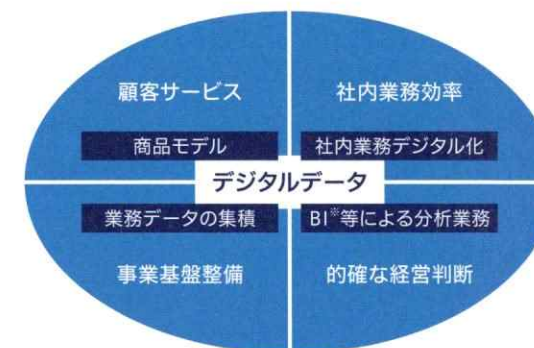 顧客サービス
社内業務効率
商品モデル
社内業務デジタル化
デジタルデータ
業務データの集積
BI※等による分析業務
事業基盤整備
的確な経営判断